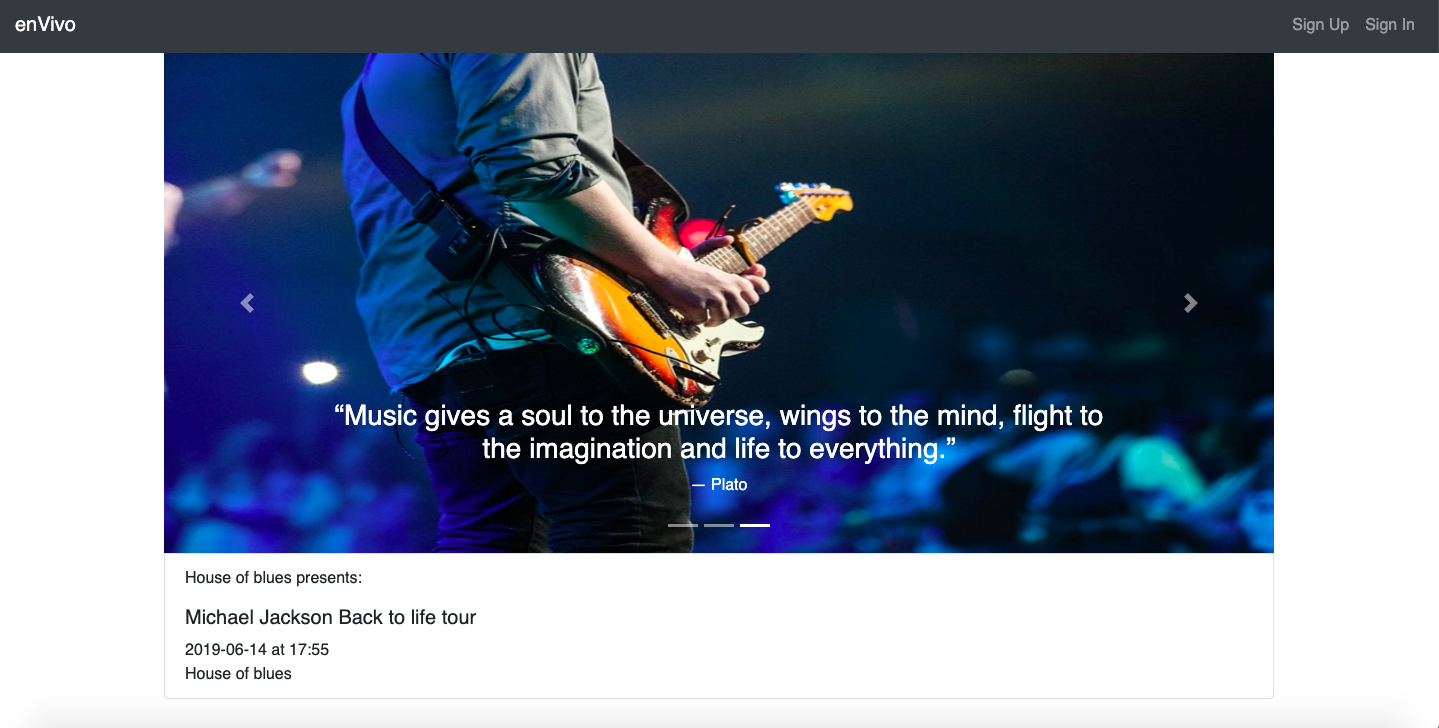 enVivo
Sign Up Sign In
“Music gives a soul to the universe, wings to the mind, flight to
the imagination and life to everything.”
— Plato
House of blues presents:
Michael Jackson Back to life tour
2019-06-14 at 17:55
House of blues